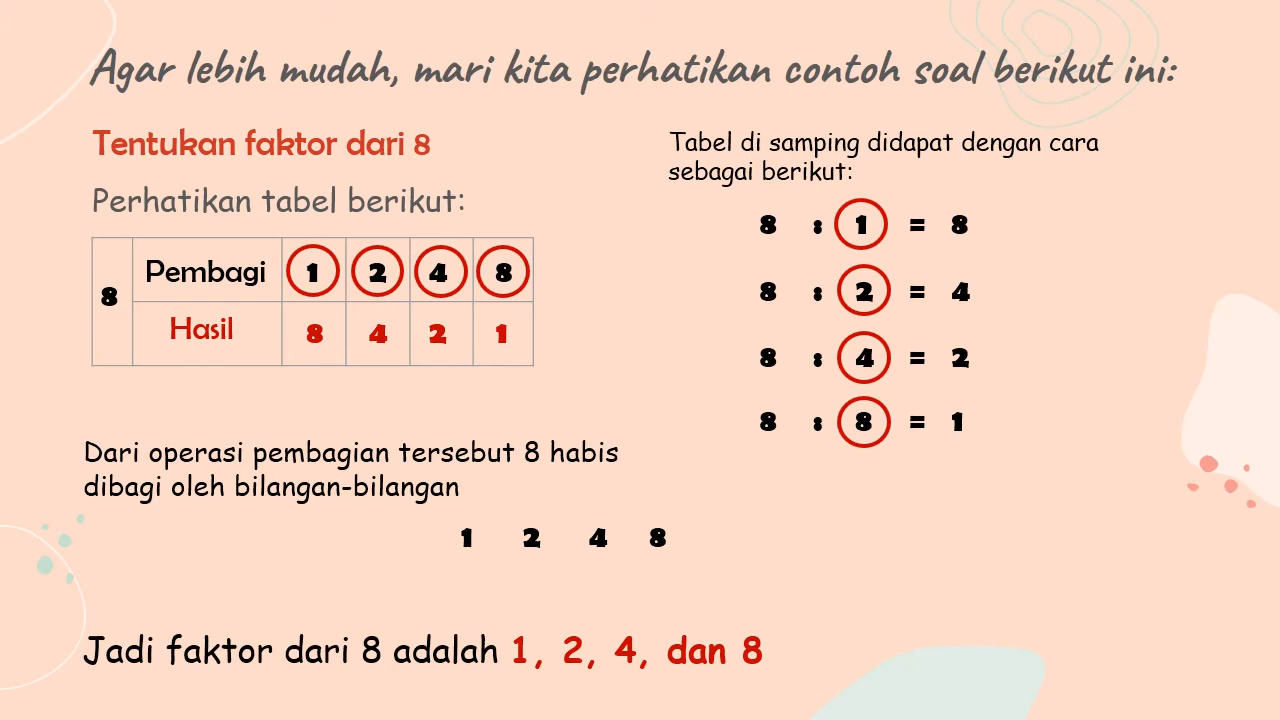 Agar lebih mudah, mari kita perhatikan contoh soal berikut ini:
Tentukan faktor dari 8
Perhatikan tabel berikut:
8 Pembagi 1 2 4 8
Hasil 8 4 2 1
Tabel di samping didapat dengan cara
sebagai berikut:
8 : 1 = 8
8 : 2 = 4
8 : 4 = 2
8 : 8 = 1
Dari operasi pembagian tersebut 8 habis
dibagi oleh bilangan-bilangan
1 2 4 8
Jadi faktor dari 8 adalah 1, 2, 4, dan 8